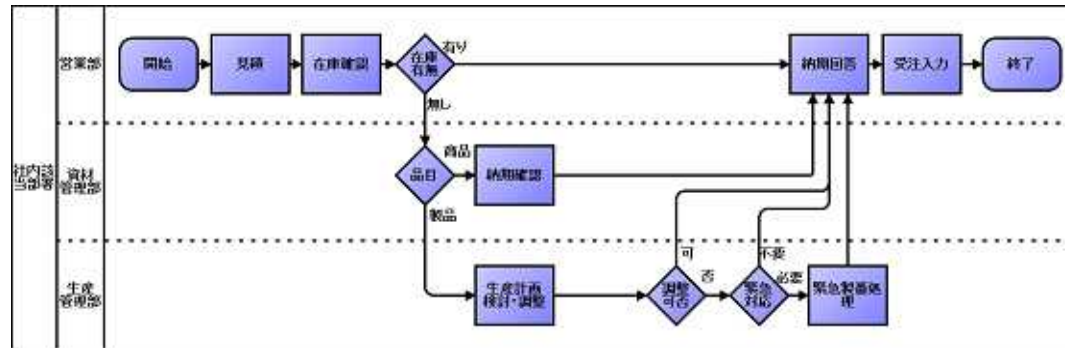 社内該
当部署
営業部
開始
見積
在庫確認
在庫
有無
有り
納期回答
受注入力
終了
無し
資材
管理部
品目
商品
納期確認
製品
生産
管理部
生産計画
検討・調整
調整
可否
可
否
緊急
対応
不要
必要
緊急製番処
理